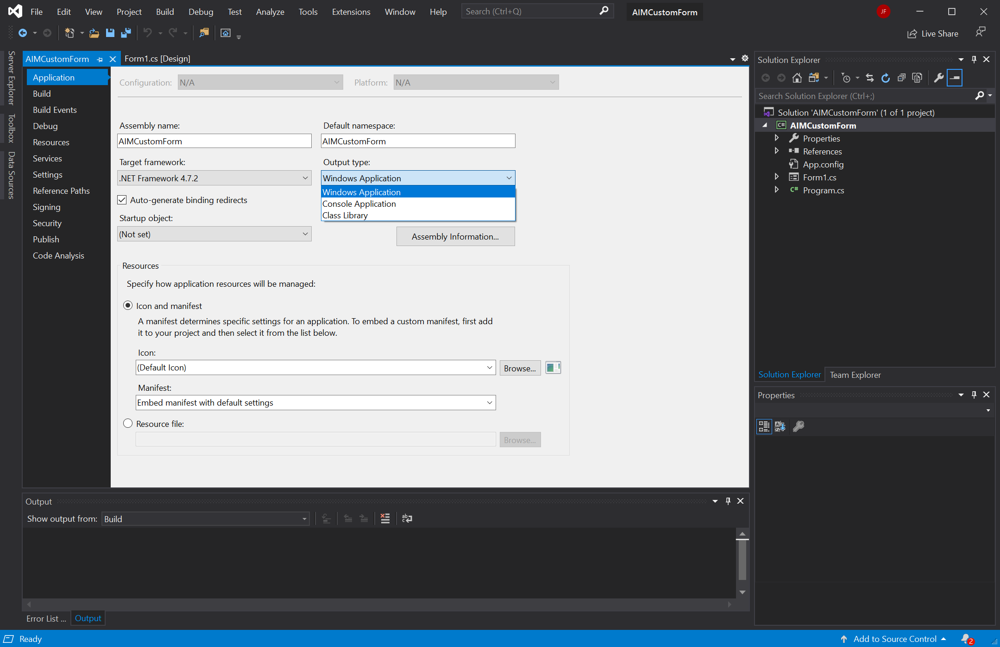 File Edit View Project Build Debug Test Analyze Tools Extensions Window Help Search (Ctrl+Q) AIMCustomForm JF
Live Share
Server Explorer
Toolbox
Data Sources
AIMCustomForm Form1.cs [Design]
Application
Build
Build Events
Debug
Resources
Services
Settings
Reference Paths
Signing
Security
Publish
Code Analysis
Configuration: N/A Platform: N/A
Assembly name: Default namespace:
AIMCustomForm AIMCustomForm
Target framework: Output type:
.NET Framework 4.7.2 Windows Application
Windows Application
Console Application
Class Library
Auto-generate binding redirects
Startup object:
(Not set)
Assembly Information...
Resources
Specify how application resources will be managed:
Icon and manifest
A manifest determines specific settings for an application. To embed a custom manifest, first add
it to your project and then select it from the list below.
Icon:
(Default Icon) Browse...
Manifest:
Embed manifest with default settings
Resource file:
Browse...
Output
Show output from: Build
Error List ... Output
Solution Explorer
Search Solution Explorer (Ctrl+;)
Solution 'AIMCustomForm' (1 of 1 project)
C# AIMCustomForm
Properties
References
App.config
Form1.cs
C# Program.cs
Solution Explorer Team Explorer
Properties
Ready Add to Source Control 2